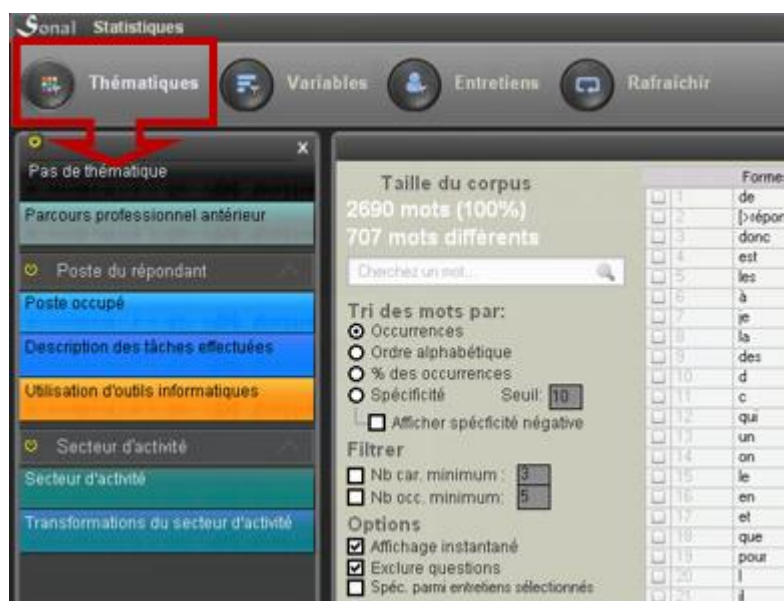 Sonal Statistiques
Thématiques Variables Entretiens Rafraichir
x
Pas de thématique
Parcours professionnel antérieur
Poste du répondant
Poste occupé
Description des tâches effectuées
Utilisation d'outils informatiques
Secteur d'activité
Secteur d'activité
Transformations du secteur d'activité
Taille du corpus
2690 mots (100%)
707 mots différents
Cherchez un mot...
Tri des mots par:
Occurrences
Ordre alphabétique
% des occurrences
Spécificité Seuil: 10
Afficher spécficité négative
Filtrer
Nb car. minimum : 3
Nb occ. minimum: 5
Options
Affichage instantané
Exclure questions
Spéc. parmi entretiens sélectionnés
Forme
1 de
2 [>répon
3 donc
4 est
5 les
6 à
7 je
8 la
9 des
10 d
11 c
12 qui
13 un
14 on
15 le
16 en
17 et
18 que
19 pour
20 l
21 il